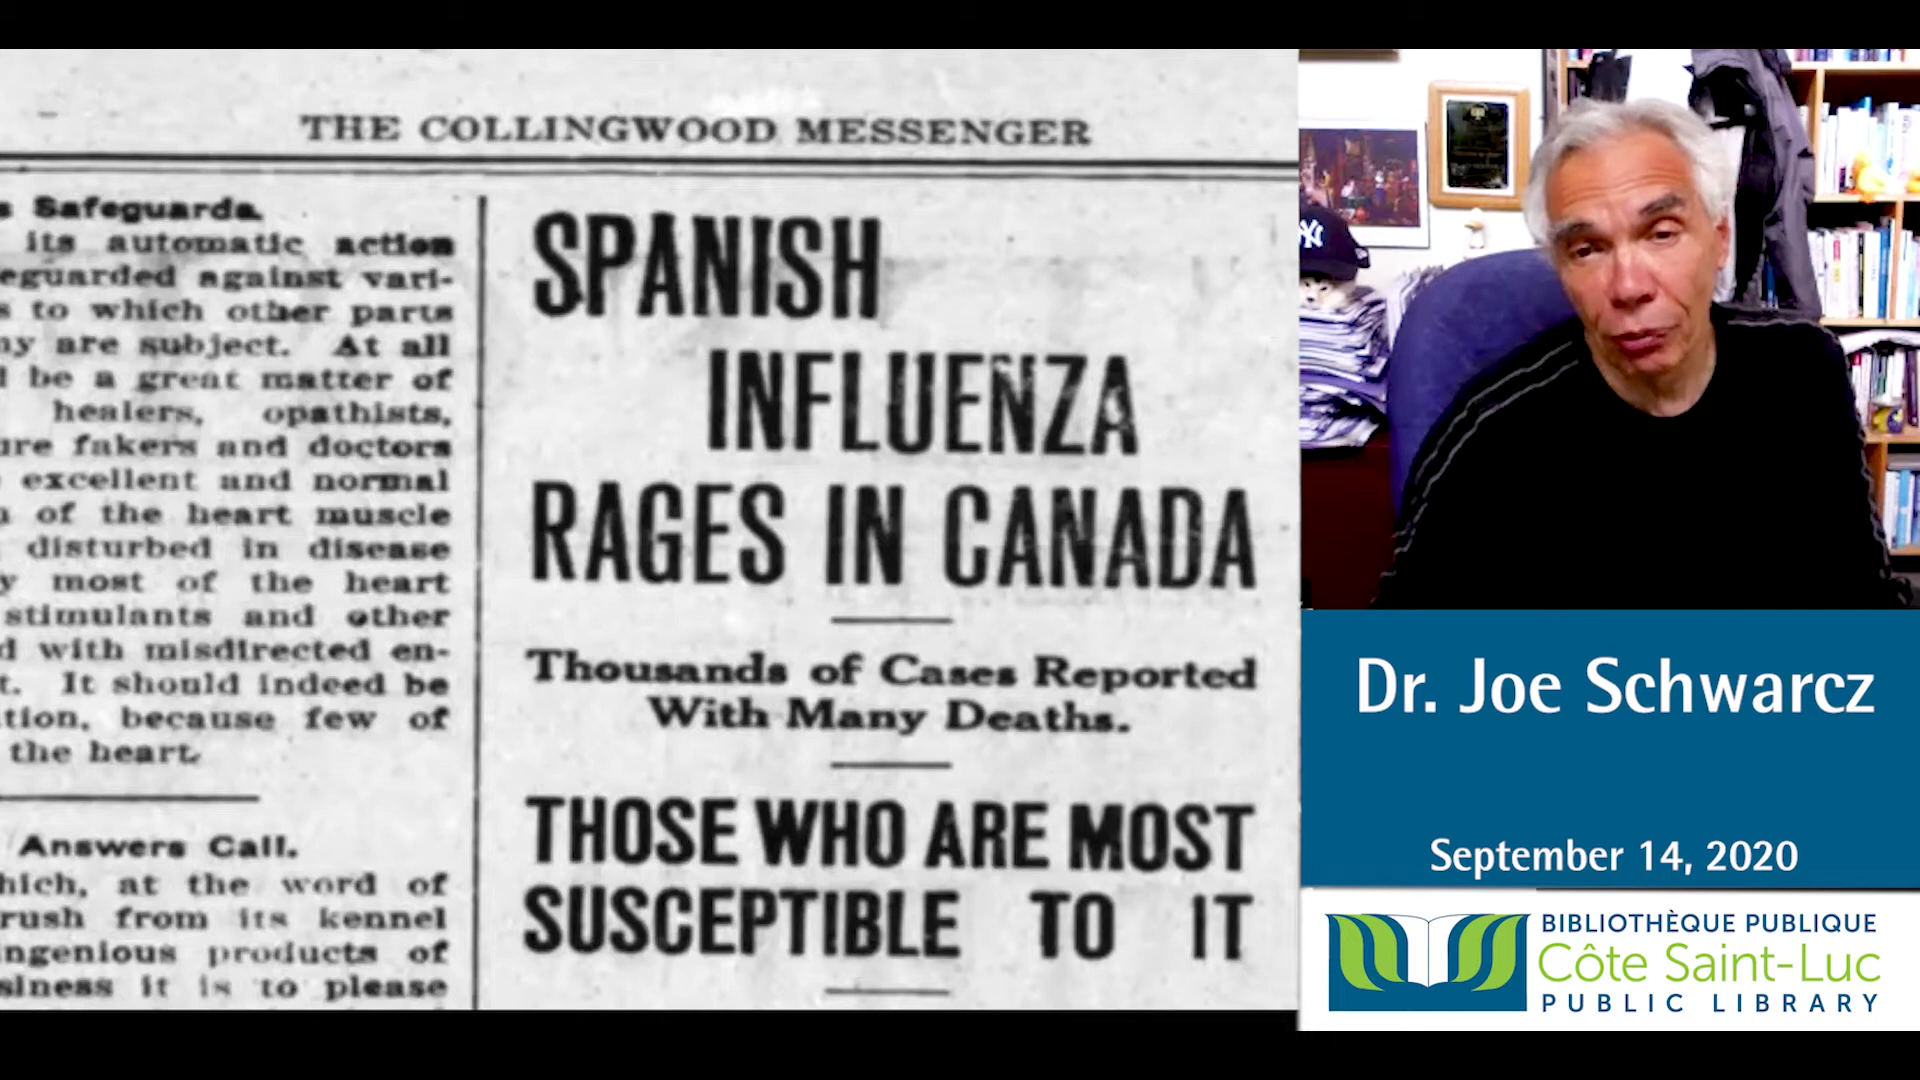 THE COLLINGWOOD MESSENGER
Safeguards.
its automatic action
eguarded against vari-
s to which other parts
ny are subject. At all
l be a great matter of
healers, opathists,
ure fakers and doctors
excellent and normal
n of the heart muscle
disturbed in disease
y most of the heart
stimulants and other
d with misdirected en-
t. It should indeed be
tion, because few of
the heart.
Answers Call.
hich, at the word of
rush from its kennel
ingenious products of
siness it is to please
SPANISH
INFLUENZA
RAGES IN CANADA
Thousands of Cases Reported
With Many Deaths.
THOSE WHO ARE MOST
SUSCEPTIBLE TO IT
NY
Dr. Joe Schwarcz
September 14, 2020
BIBLIOTHÈQUE PUBLIQUE
Côte Saint-Luc
PUBLIC LIBRARY